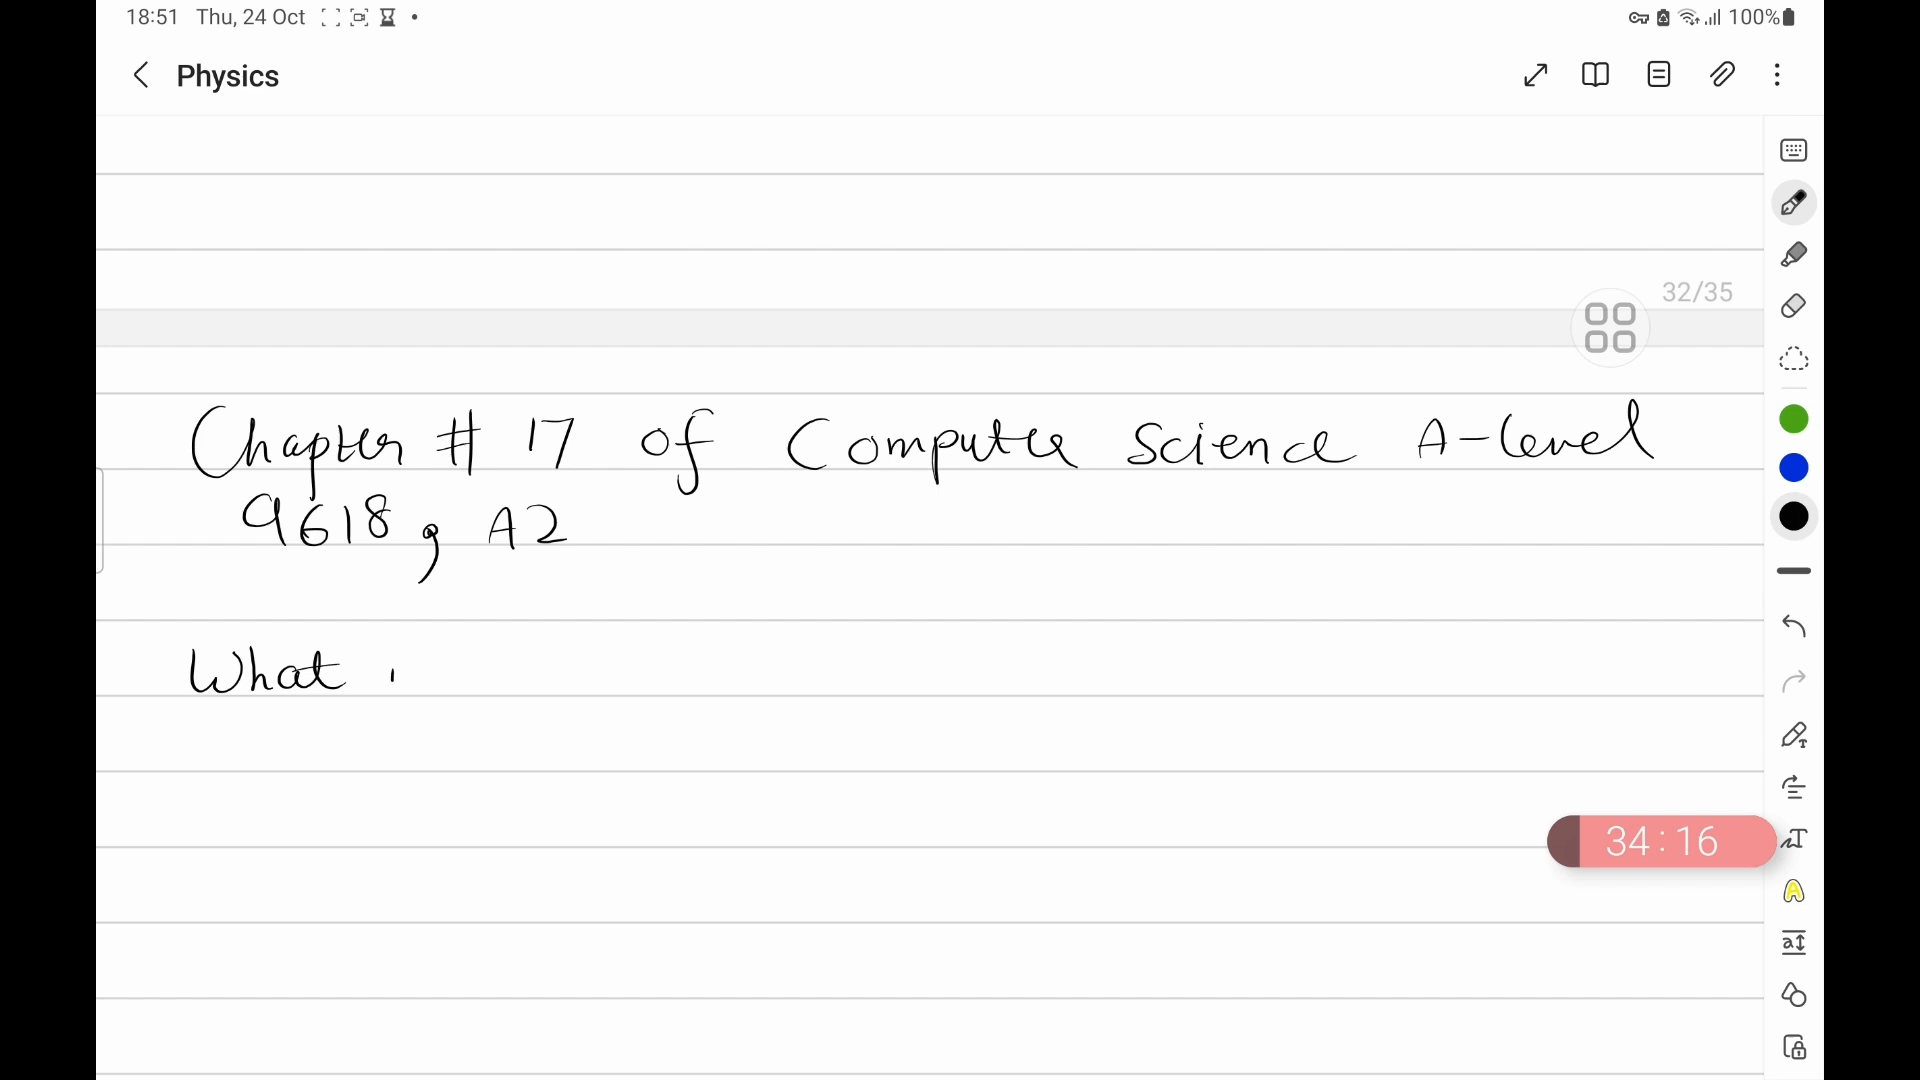 18:51 Thu, 24 Oct 100%
Physics
32/35
Chapter # 17 of Computer Science A-level
9618, A2
What ı
34:16